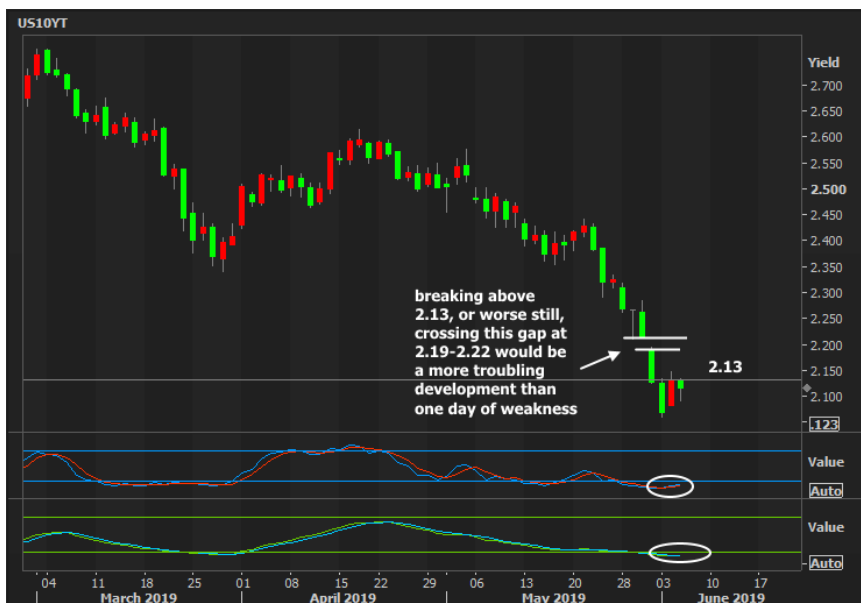 US10YT
Yield
2.700
2.650
2.600
2.550
2.500
2.450
2.400
2.350
2.300
2.250
2.200
2.150
2.100
.123
breaking above
2.13, or worse still,
crossing this gap at
2.19-2.22 would be
a more troubling
development than
one day of weakness
2.13
Value
Auto
Value
Auto
04 11 18 25 01 08 15 22 29 06 13 20 28 03 10 17
March 2019 April 2019 May 2019 June 2019